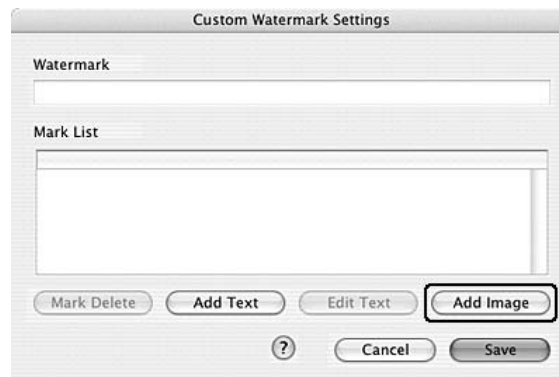 Custom Watermark Settings
Watermark
Mark List
Mark Delete Add Text Edit Text Add Image
? Cancel Save